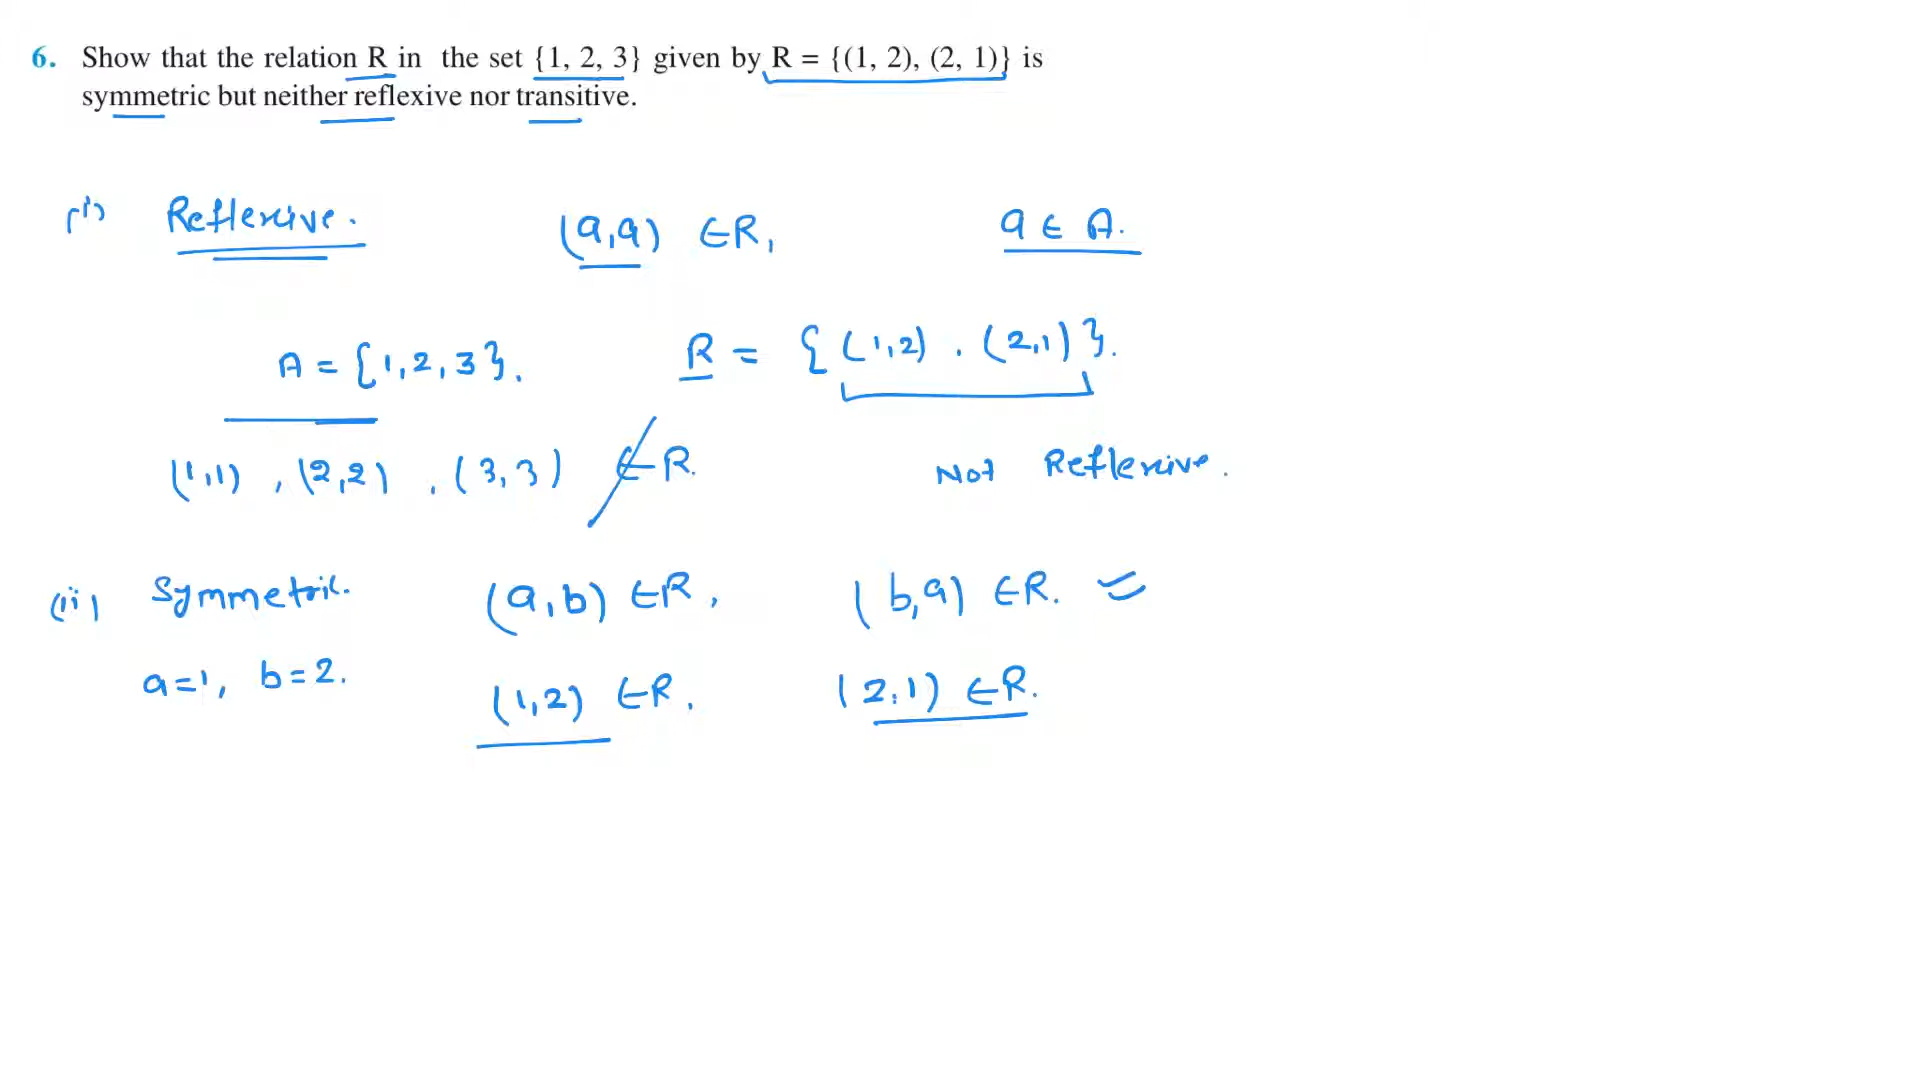 6. Show that the relation R in the set {1, 2, 3} given by R = {(1, 2), (2, 1)} is
symmetric but neither reflexive nor transitive.
(i) Reflexive. (a,a) ∈R, a ∈ A.
A = {1,2,3}. R = {(1,2), (2,1)}.
(1,1), (2,2), (3,3) ∉R. Not Reflexive.
(ii) Symmetric. (a,b) ∈R, (b,a) ∈R.
a=1, b=2. (1,2) ∈R, (2,1) ∈R.